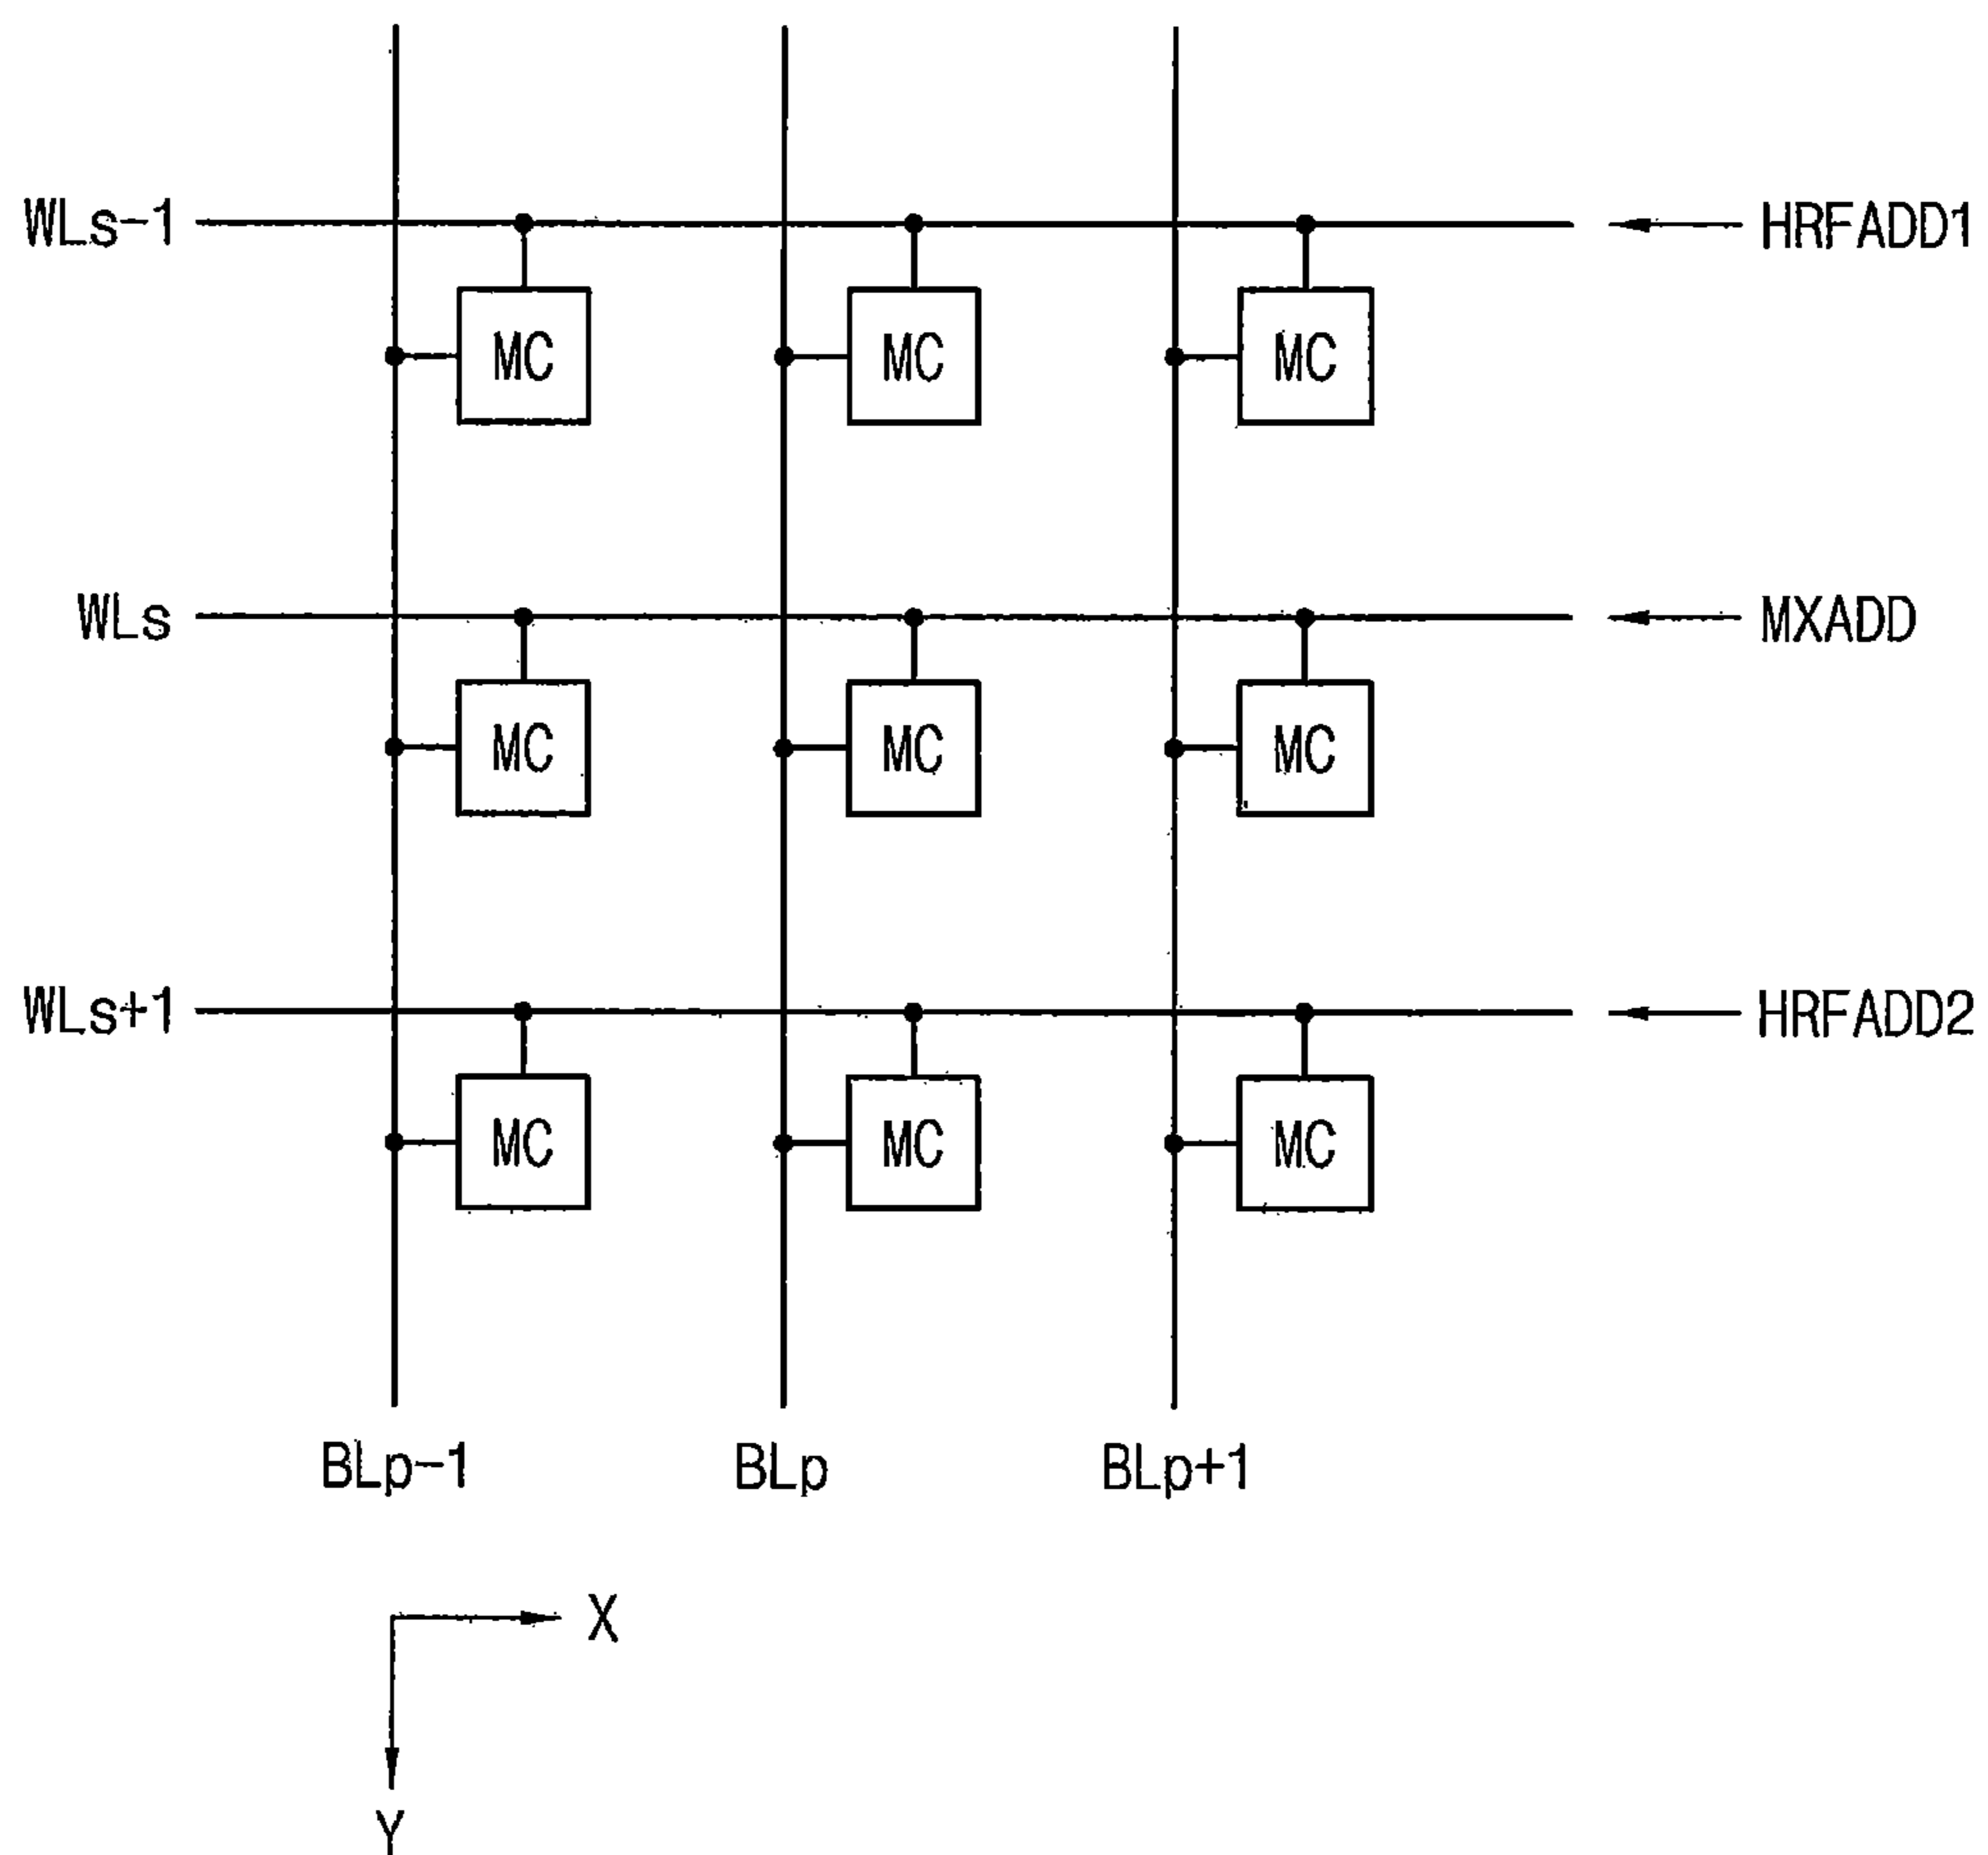 WLs-1 HRFADD1
MC MC MC
WLs MXADD
MC MC MC
WLs+1 HRFADD2
MC MC MC
BLp-1 BLp BLp+1
X
Y